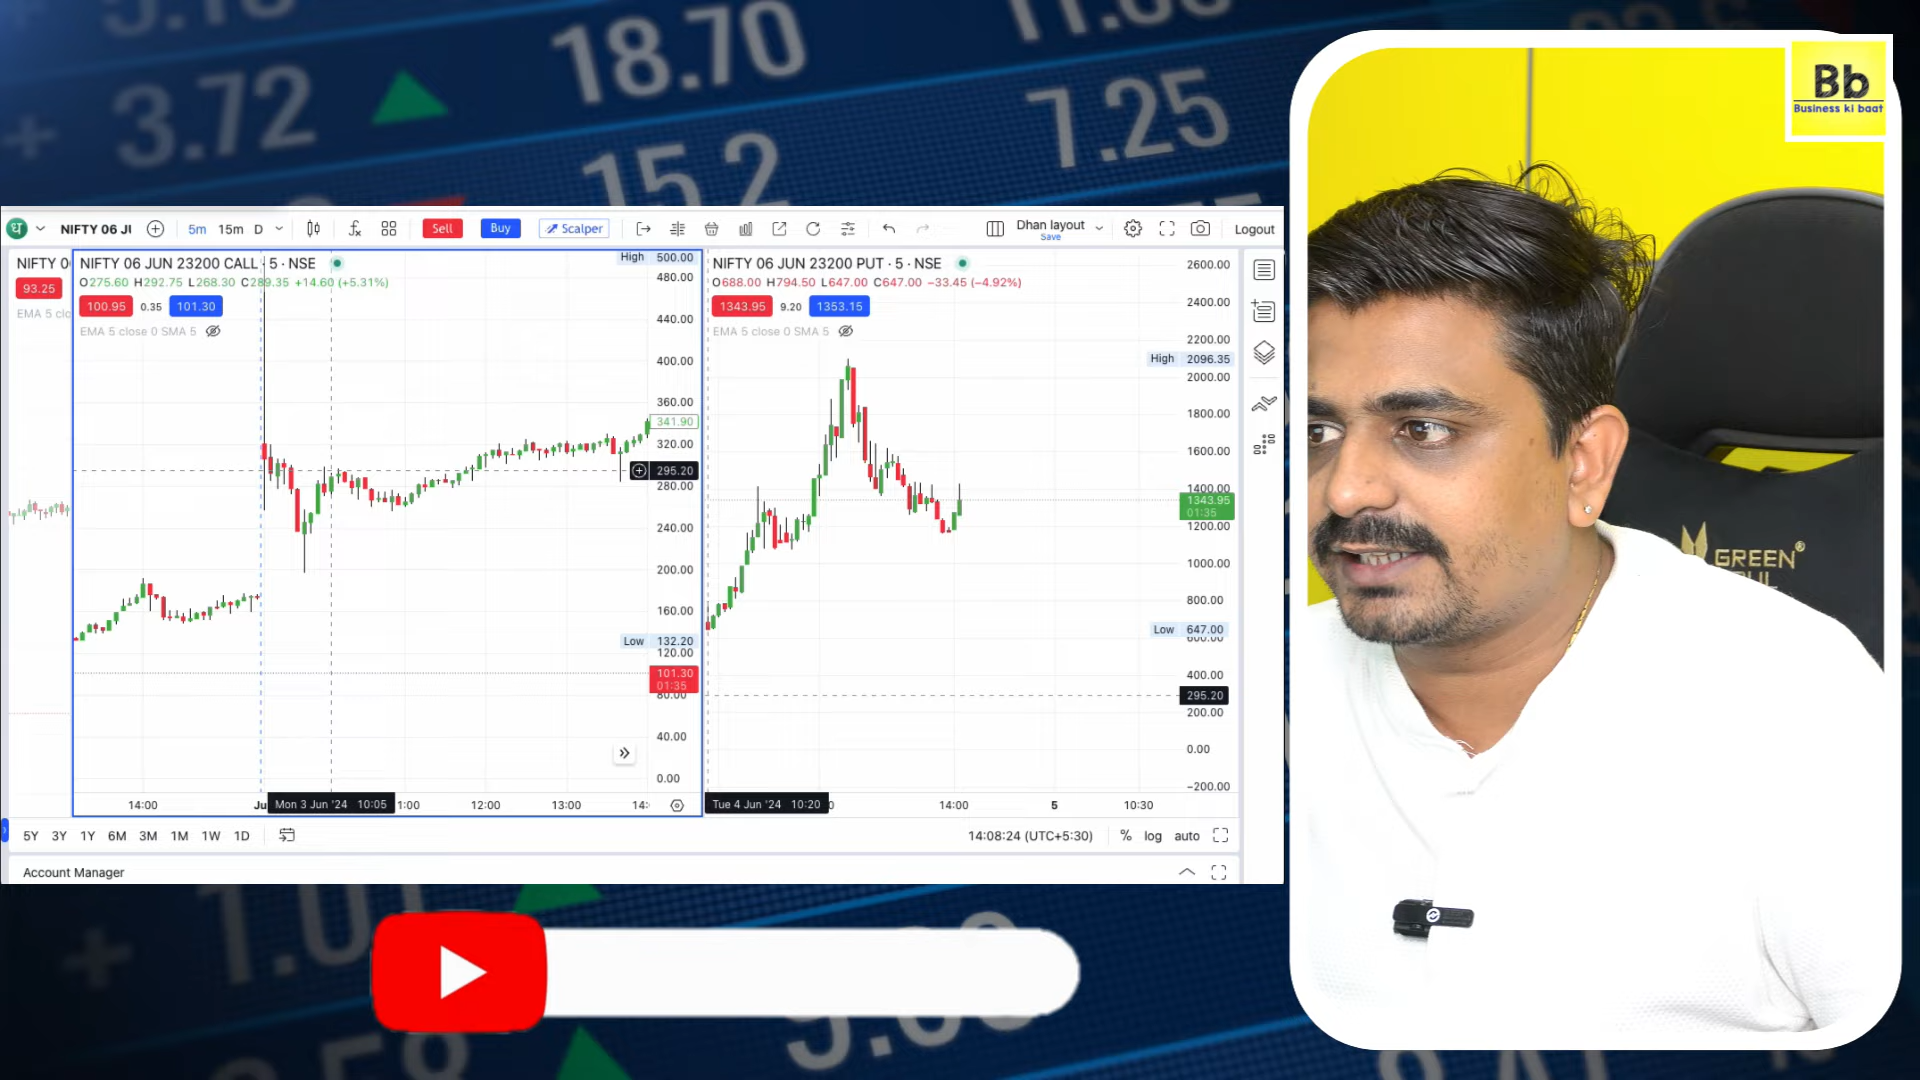 5.18
18.70
11.00
3.72
15.2
7.25
Bb
Business ki baat
NIFTY 06 JU
5m 15m D
Sell Buy Scalper
Dhan layout
Save
Logout
NIFTY 0
93.25
EMA 5 clo
NIFTY 06 JUN 23200 CALL · 5 · NSE
O275.60 H292.75 L268.30 C289.35 +14.60 (+5.31%)
100.95 0.35 101.30
EMA 5 close 0 SMA 5
High 500.00
480.00
440.00
400.00
360.00
341.90
320.00
295.20
280.00
240.00
200.00
160.00
Low 132.20
120.00
101.30
01:35
80.00
40.00
0.00
14:00 Ju Mon 3 Jun '24 10:05 1:00 12:00 13:00 14:
NIFTY 06 JUN 23200 PUT · 5 · NSE
O688.00 H794.50 L647.00 C647.00 −33.45 (−4.92%)
1343.95 9.20 1353.15
EMA 5 close 0 SMA 5
2600.00
2400.00
2200.00
High 2096.35
2000.00
1800.00
1600.00
1400.00
1343.95
01:35
1200.00
1000.00
800.00
Low 647.00
600.00
400.00
295.20
200.00
0.00
−200.00
Tue 4 Jun '24 10:20 0 14:00 5 10:30
5Y 3Y 1Y 6M 3M 1M 1W 1D
14:08:24 (UTC+5:30) % log auto
Account Manager
GREEN